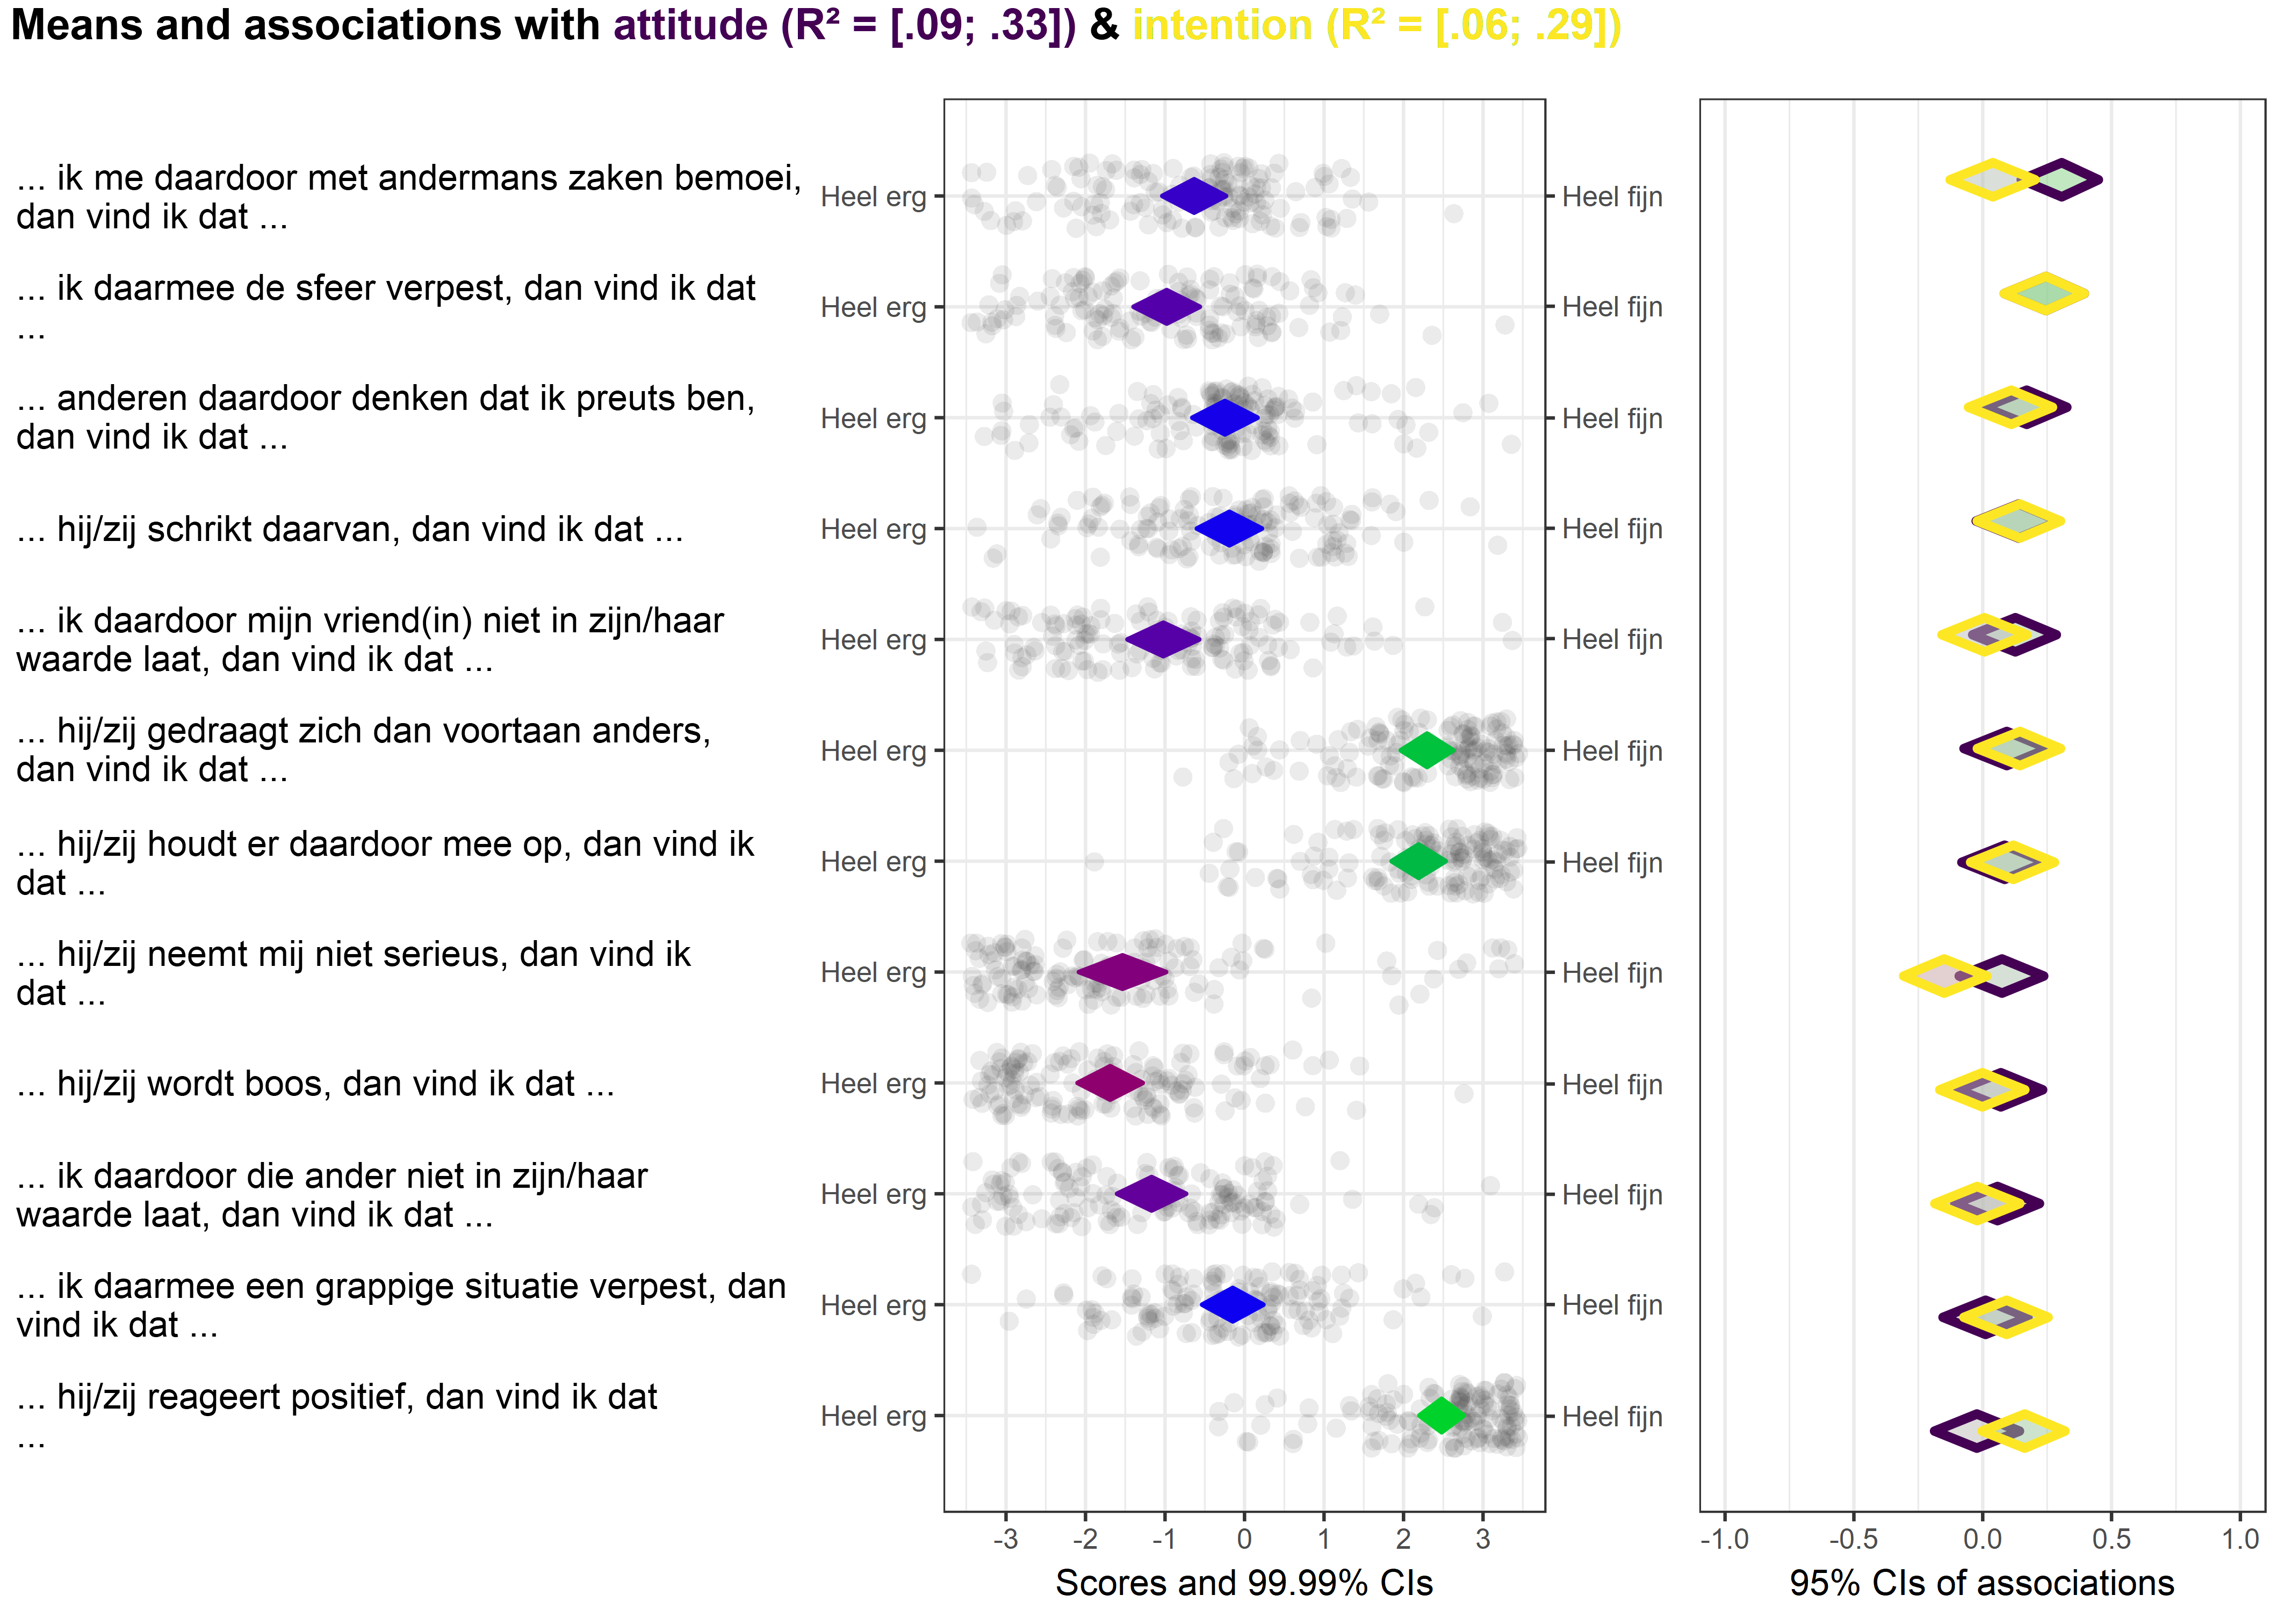 Means and associations with attitude (R² = [.09; .33]) & intention (R² = [.06; .29])
... ik me daardoor met andermans zaken bemoei,
dan vind ik dat ...
Heel erg
Heel fijn
... ik daarmee de sfeer verpest, dan vind ik dat
...
Heel erg
Heel fijn
... anderen daardoor denken dat ik preuts ben,
dan vind ik dat ...
Heel erg
Heel fijn
... hij/zij schrikt daarvan, dan vind ik dat ...
Heel erg
Heel fijn
... ik daardoor mijn vriend(in) niet in zijn/haar
waarde laat, dan vind ik dat ...
Heel erg
Heel fijn
... hij/zij gedraagt zich dan voortaan anders,
dan vind ik dat ...
Heel erg
Heel fijn
... hij/zij houdt er daardoor mee op, dan vind ik
dat ...
Heel erg
Heel fijn
... hij/zij neemt mij niet serieus, dan vind ik
dat ...
Heel erg
Heel fijn
... hij/zij wordt boos, dan vind ik dat ...
Heel erg
Heel fijn
... ik daardoor die ander niet in zijn/haar
waarde laat, dan vind ik dat ...
Heel erg
Heel fijn
... ik daarmee een grappige situatie verpest, dan
vind ik dat ...
Heel erg
Heel fijn
... hij/zij reageert positief, dan vind ik dat
...
Heel erg
Heel fijn
-3 -2 -1 0 1 2 3
Scores and 99.99% CIs
-1.0 -0.5 0.0 0.5 1.0
95% CIs of associations